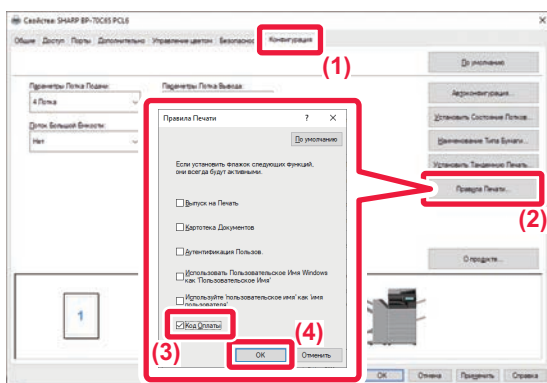 Свойства: SHARP BP-70C65 PCL6
Общие Доступ Порты Дополнительно Управление цветом Безопасность Конфигурация
(1)
По умолчанию
Параметры Лотка Подачи:
Параметры Лотка Вывода:
4 Лотка
Автоконфигурация...
Установить Состояние Лотков...
Лоток Большой Емкости:
Нет
Наименование Типа Бумаги...
Установить Тандемную Печать...
Правила Печати...
(2)
О продукте...
Правила Печати ? ×
По умолчанию
Если установить флажок следующих функций,
они всегда будут активными.
Выпуск на Печать
Картотека Документов
Аутентификация Пользов.
Использовать Пользовательское Имя Windows
как 'Пользовательское Имя'
Используйте 'пользовательское имя' как 'имя
пользователя'
Код Оплаты
(3)
(4)
OK Отменить
1
OK Отмена Применить Справка